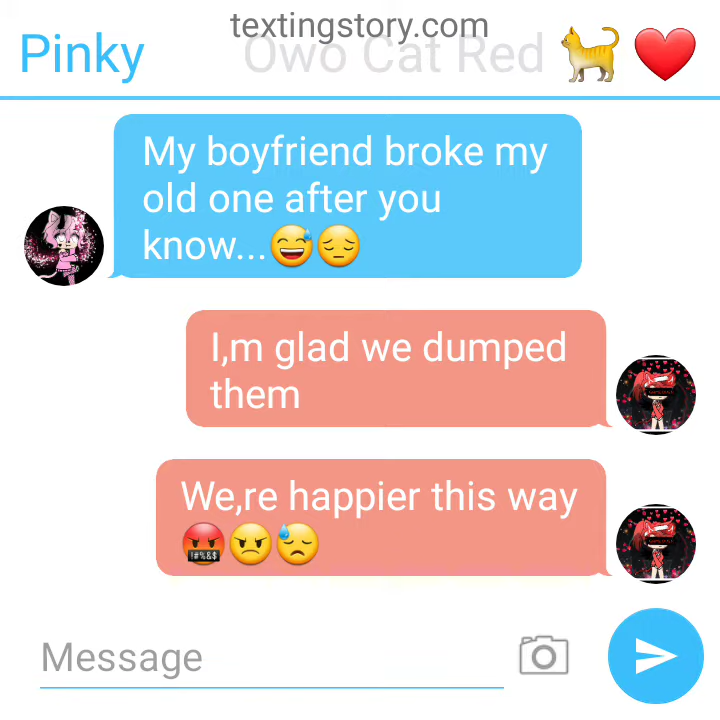 textingstory.com
Pinky
Owo Cat Red 🐈 ❤️
My boyfriend broke my
old one after you
know...😅😔
I,m glad we dumped
them
We,re happier this way
🤬😠😓
Message